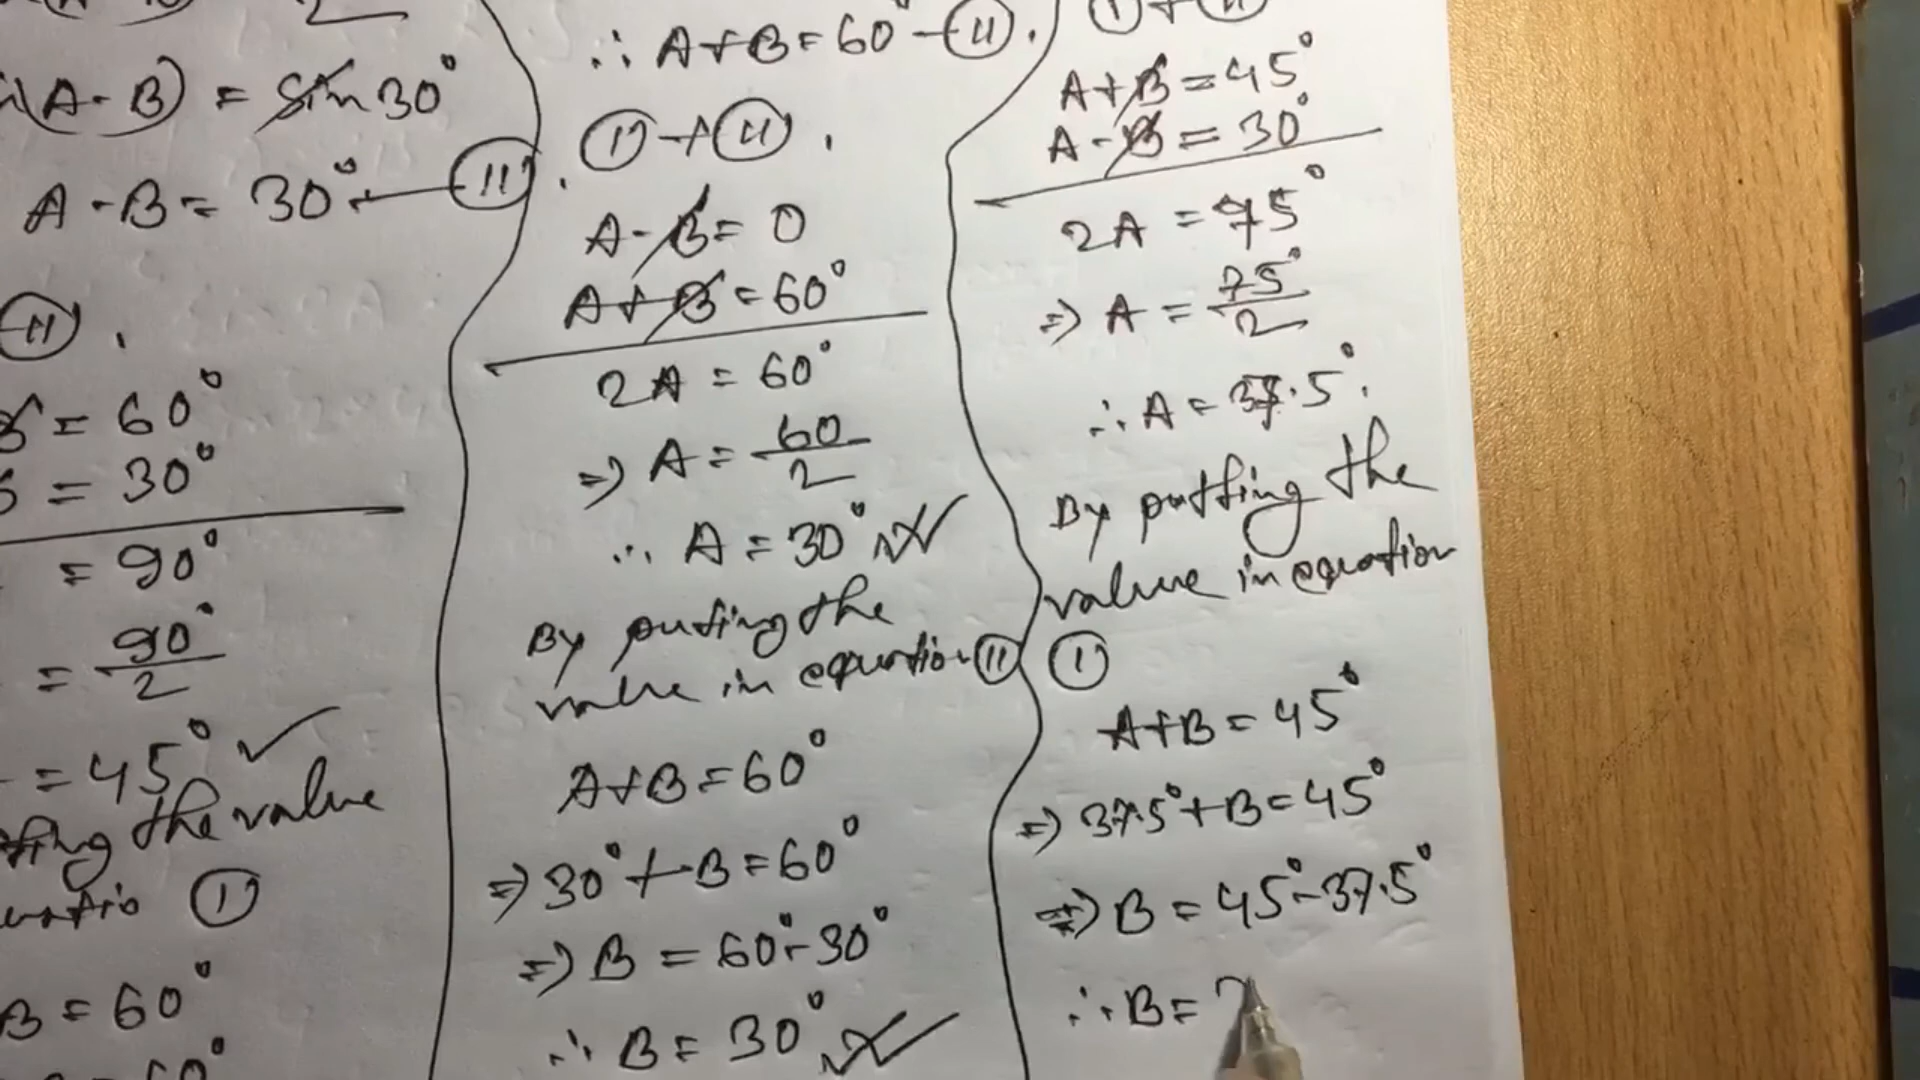 (A-B) = sin 30°
A-B = 30° — (II).
(II).
= 60°
= 30°
= 90°
= 90°
2
= 45° ✓
the value
(I)
B = 60°
∴ A+B = 60° — (II).
(I) + (II).
A-B = 0
A+B = 60°
2A = 60°
⇒ A = 60
2
∴ A = 30°
By puting the
value in equation (II)
A+B = 60°
⇒ 30° + B = 60°
⇒ B = 60° - 30°
∴ B = 30°
(I) + (II)
A+B = 45°
A-B = 30°
2A = 75°
⇒ A = 75°
2
∴ A = 37.5°.
By putting the
value in equation
(I)
A+B = 45°
⇒ 37.5° + B = 45°
⇒ B = 45° - 37.5°
∴ B =